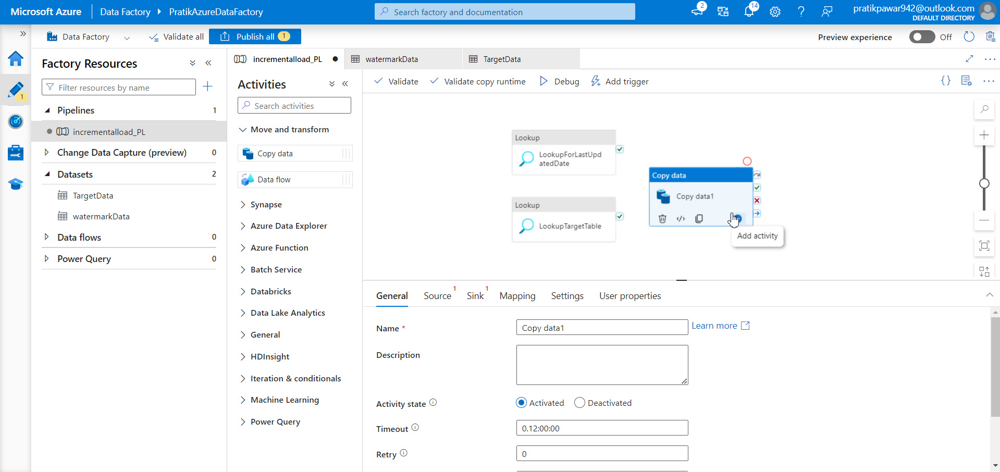 Microsoft Azure
Data Factory
PratikAzureDataFactory
Search factory and documentation
2
14
pratikpawar942@outlook.com
DEFAULT DIRECTORY
Data Factory
Validate all
Publish all 1
Preview experience
Off
1
Factory Resources
Filter resources by name
Pipelines 1
incrementalload_PL
Change Data Capture (preview) 0
Datasets 2
TargetData
watermarkData
Data flows 0
Power Query 0
incrementalload_PL
watermarkData
TargetData
Activities
Search activities
Move and transform
Copy data
Data flow
Synapse
Azure Data Explorer
Azure Function
Batch Service
Databricks
Data Lake Analytics
General
HDInsight
Iteration & conditionals
Machine Learning
Power Query
Validate
Validate copy runtime
Debug
Add trigger
Lookup
LookupForLastUpd
atedDate
Lookup
LookupTargetTable
Copy data
Copy data1
Add activity
General
Source 1
Sink 1
Mapping
Settings
User properties
Name *
Copy data1
Learn more
Description
Activity state
Activated
Deactivated
Timeout
0.12:00:00
Retry
0